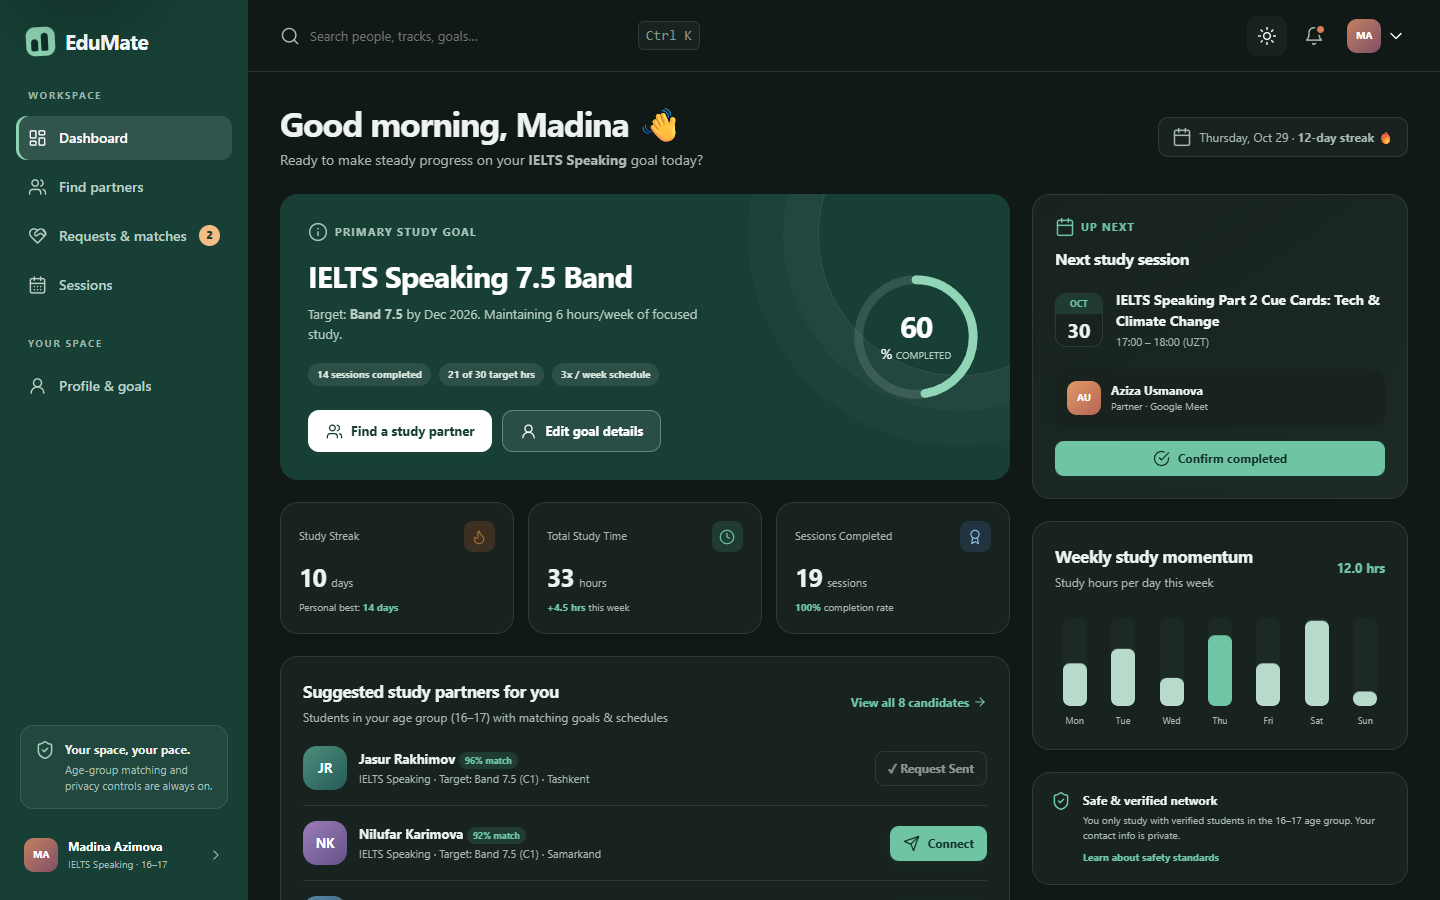 EduMate
WORKSPACE
Dashboard
Find partners
Requests & matches 2
Sessions
YOUR SPACE
Profile & goals
Your space, your pace.
Age-group matching and
privacy controls are always on.
MA
Madina Azimova
IELTS Speaking · 16–17
Search people, tracks, goals...
Ctrl K
MA
Good morning, Madina 👋
Ready to make steady progress on your IELTS Speaking goal today?
Thursday, Oct 29 · 12-day streak 🔥
PRIMARY STUDY GOAL
IELTS Speaking 7.5 Band
Target: Band 7.5 by Dec 2026. Maintaining 6 hours/week of focused
study.
14 sessions completed
21 of 30 target hrs
3x / week schedule
Find a study partner
Edit goal details
60
% COMPLETED
Study Streak
10 days
Personal best: 14 days
Total Study Time
33 hours
+4.5 hrs this week
Sessions Completed
19 sessions
100% completion rate
Suggested study partners for you
Students in your age group (16–17) with matching goals & schedules
View all 8 candidates →
JR
Jasur Rakhimov 96% match
IELTS Speaking · Target: Band 7.5 (C1) · Tashkent
✓ Request Sent
NK
Nilufar Karimova 92% match
IELTS Speaking · Target: Band 7.5 (C1) · Samarkand
Connect
UP NEXT
Next study session
OCT
30
IELTS Speaking Part 2 Cue Cards: Tech &
Climate Change
17:00 – 18:00 (UZT)
AU
Aziza Usmanova
Partner · Google Meet
Confirm completed
Weekly study momentum
Study hours per day this week
12.0 hrs
Mon Tue Wed Thu Fri Sat Sun
Safe & verified network
You only study with verified students in the 16–17 age group. Your
contact info is private.
Learn about safety standards